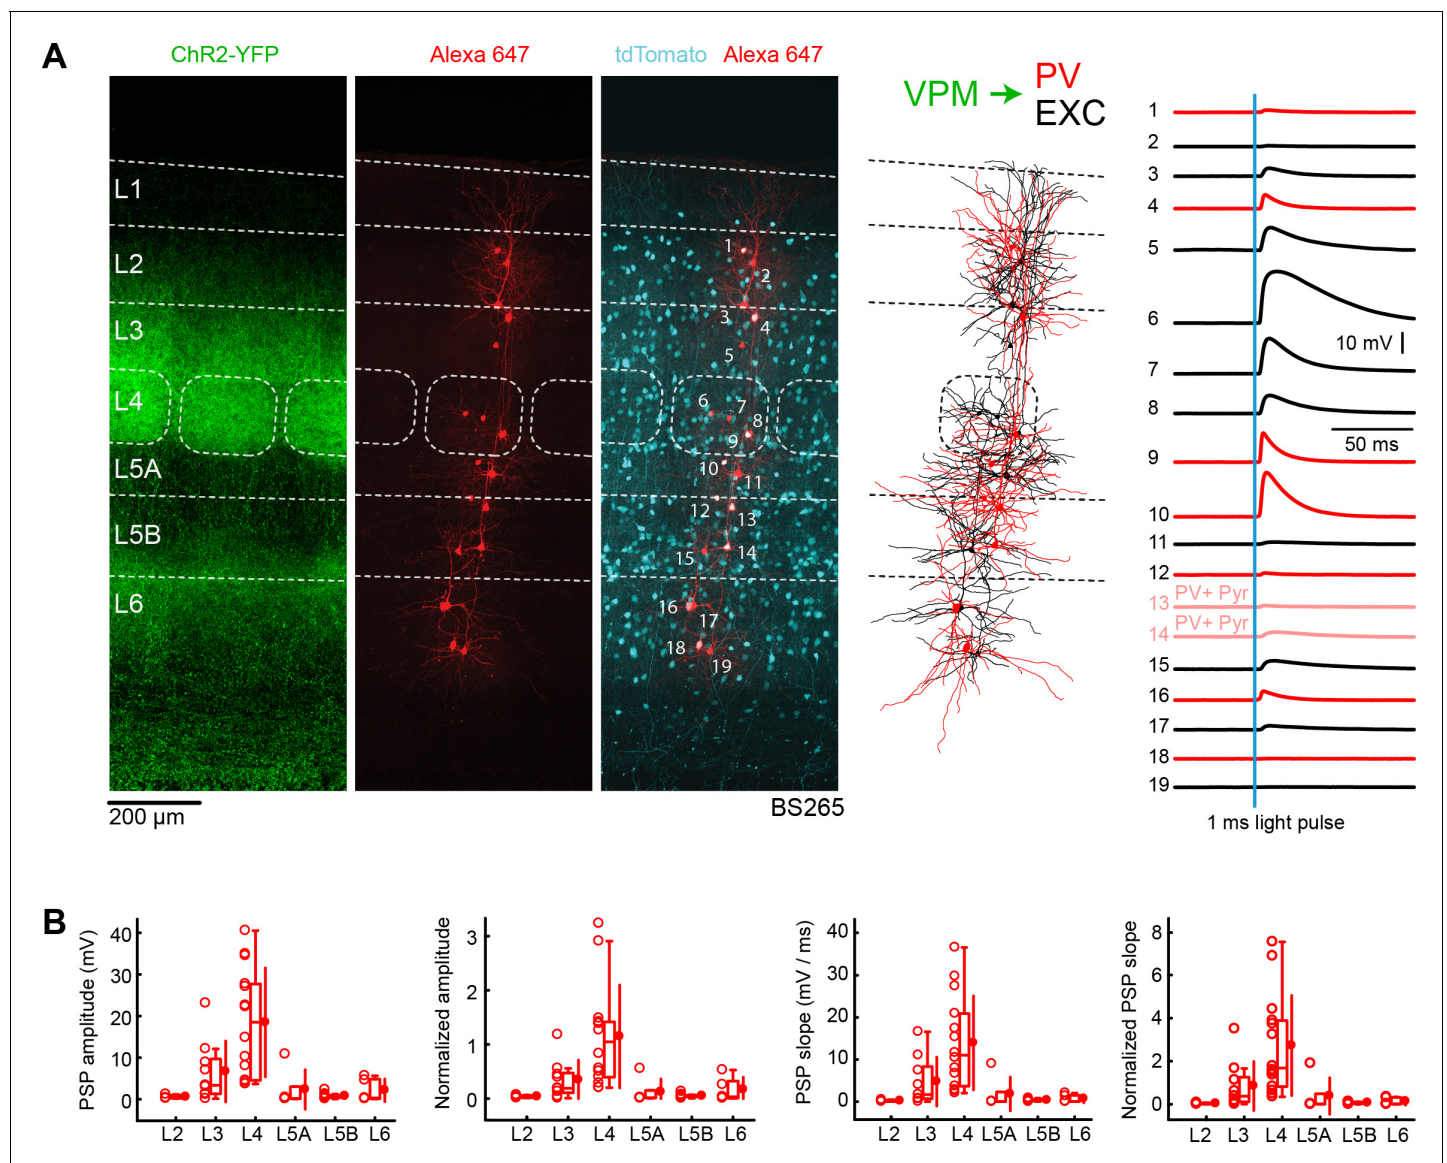 A
ChR2-YFP
Alexa 647
tdTomato Alexa 647
VPM → PV
EXC
L1
L2
L3
L4
L5A
L5B
L6
1
2
3
4
5
6
7
8
9
10
11
12
13
14
15
16
17
18
19
200 µm
BS265
1
2
3
4
5
6
10 mV
7
8
50 ms
9
10
11
12
13 PV+ Pyr
14 PV+ Pyr
15
16
17
18
19
1 ms light pulse
B
PSP amplitude (mV)
40
30
20
10
0
L2 L3 L4 L5A L5B L6
Normalized amplitude
3
2
1
0
L2 L3 L4 L5A L5B L6
PSP slope (mV / ms)
40
30
20
10
0
L2 L3 L4 L5A L5B L6
Normalized PSP slope
8
6
4
2
0
L2 L3 L4 L5A L5B L6